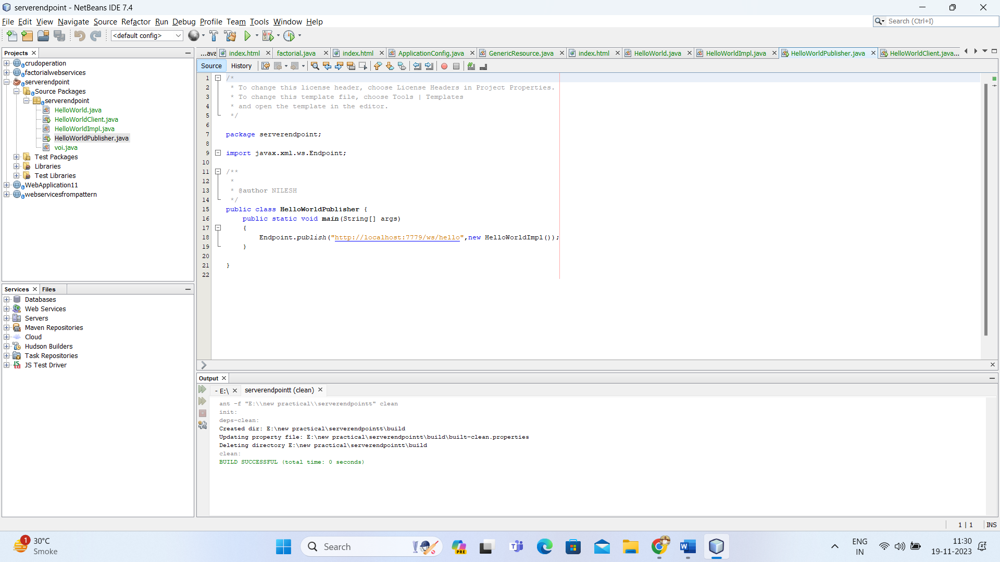 serverendpoint - NetBeans IDE 7.4
File Edit View Navigate Source Refactor Run Debug Profile Team Tools Window Help
Search (Ctrl+I)
<default config>
Projects
crudoperation
factorialwebservices
serverendpoint
Source Packages
serverendpoint
HelloWorld.java
HelloWorldClient.java
HelloWorldImpl.java
HelloWorldPublisher.java
voi.java
Test Packages
Libraries
Test Libraries
WebApplication11
webservicesfrompattern
Services Files
Databases
Web Services
Servers
Maven Repositories
Cloud
Hudson Builders
Task Repositories
JS Test Driver
...ava index.html factorial.java index.html ApplicationConfig.java GenericResource.java index.html HelloWorld.java HelloWorldImpl.java HelloWorldPublisher.java HelloWorldClient.java...
Source History
1 /*
2 * To change this license header, choose License Headers in Project Properties.
3 * To change this template file, choose Tools | Templates
4 * and open the template in the editor.
5 */
6
7 package serverendpoint;
8
9 import javax.xml.ws.Endpoint;
10
11 /**
12 *
13 * @author NILESH
14 */
15 public class HelloWorldPublisher {
16 public static void main(String[] args)
17 {
18 Endpoint.publish("http://localhost:7779/ws/hello",new HelloWorldImpl());
19 }
20
21 }
22
Output
- E:\ serverendpointt (clean)
ant -f "E:\\new practical\\serverendpointt" clean
init:
deps-clean:
Created dir: E:\new practical\serverendpointt\build
Updating property file: E:\new practical\serverendpointt\build\built-clean.properties
Deleting directory E:\new practical\serverendpointt\build
clean:
BUILD SUCCESSFUL (total time: 0 seconds)
1 | 1 INS
1
30°C
Smoke
Search
PRE
ENG
IN
11:30
19-11-2023